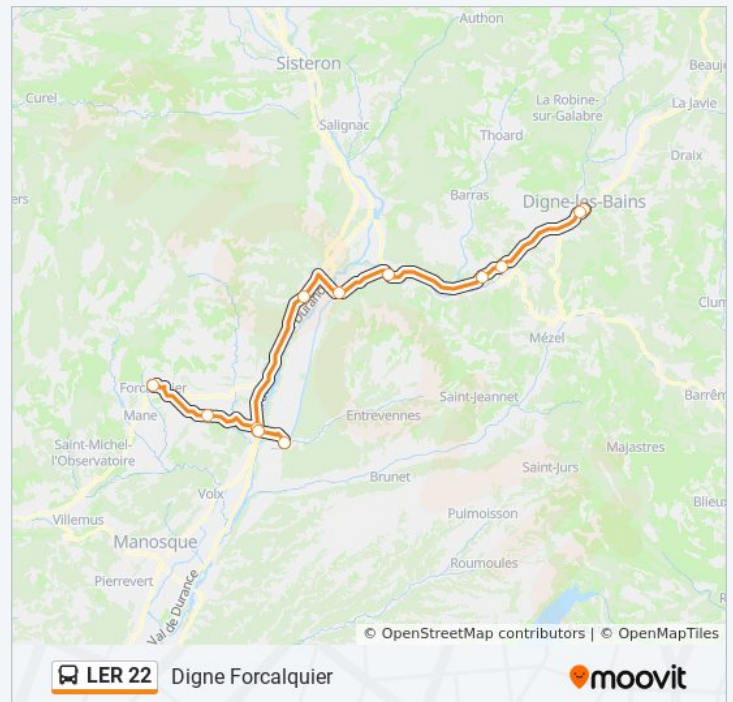 Authon
Sisteron
Beauje
Curel
La Robine-
sur-Galabre
La Javie
Salignac
Thoard
Draix
ers
Barras
Digne-les-Bains
Durance
Clum
Mézel
Forcalquier
Saint-Jeannet
Barrêm
Mane
Entrevennes
Saint-Michel-
l'Observatoire
Majastres
Saint-Jurs
Brunet
Volx
Blieux
Villemus
Puimoisson
Manosque
Roumoules
Pierrevert
Val de Durance
© OpenStreetMap contributors | © OpenMapTiles
LER 22 Digne Forcalquier moovit